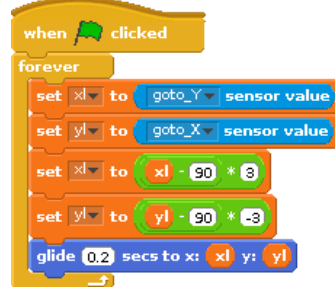 when clicked
forever
set xl to goto_Y sensor value
set yl to goto_X sensor value
set xl to xl - 90 * 3
set yl to yl - 90 * -3
glide 0.2 secs to x: xl y: yl